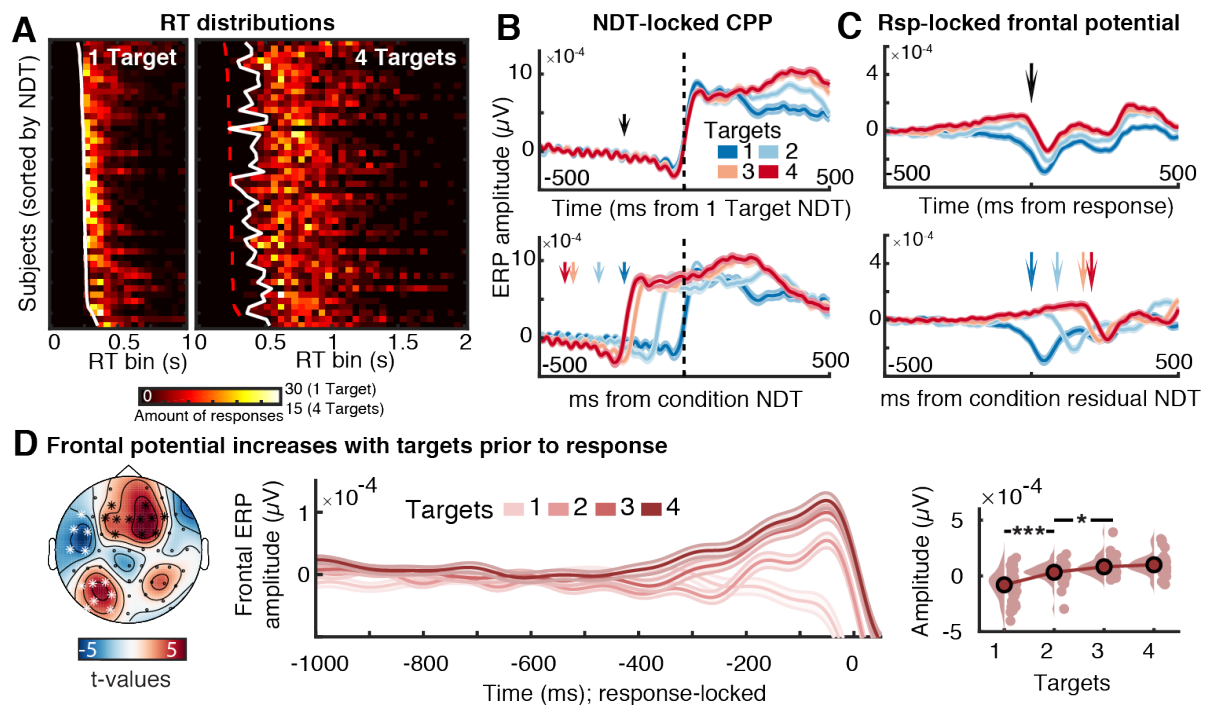 A
RT distributions
1 Target
4 Targets
Subjects (sorted by NDT)
0 0.5 1 0 0.5 1 1.5 2
RT bin (s)
RT bin (s)
0
30 (1 Target)
15 (4 Targets)
Amount of responses
B
NDT-locked CPP
×10⁻⁴
10
0
Targets
1 2
3 4
-500 500
Time (ms from 1 Target NDT)
ERP amplitude (µV)
×10⁻⁴
10
0
-500 500
ms from condition NDT
C
Rsp-locked frontal potential
×10⁻⁴
4
0
-500 500
Time (ms from response)
×10⁻⁴
4
0
-500 500
ms from condition residual NDT
D
Frontal potential increases with targets prior to response
-5 5
t-values
Frontal ERP
amplitude (µV)
×10⁻⁴
1
0
Targets 1 2 3 4
-1000 -800 -600 -400 -200 0
Time (ms); response-locked
Amplitude (µV)
×10⁻⁴
5
0
-5
*** *
1 2 3 4
Targets